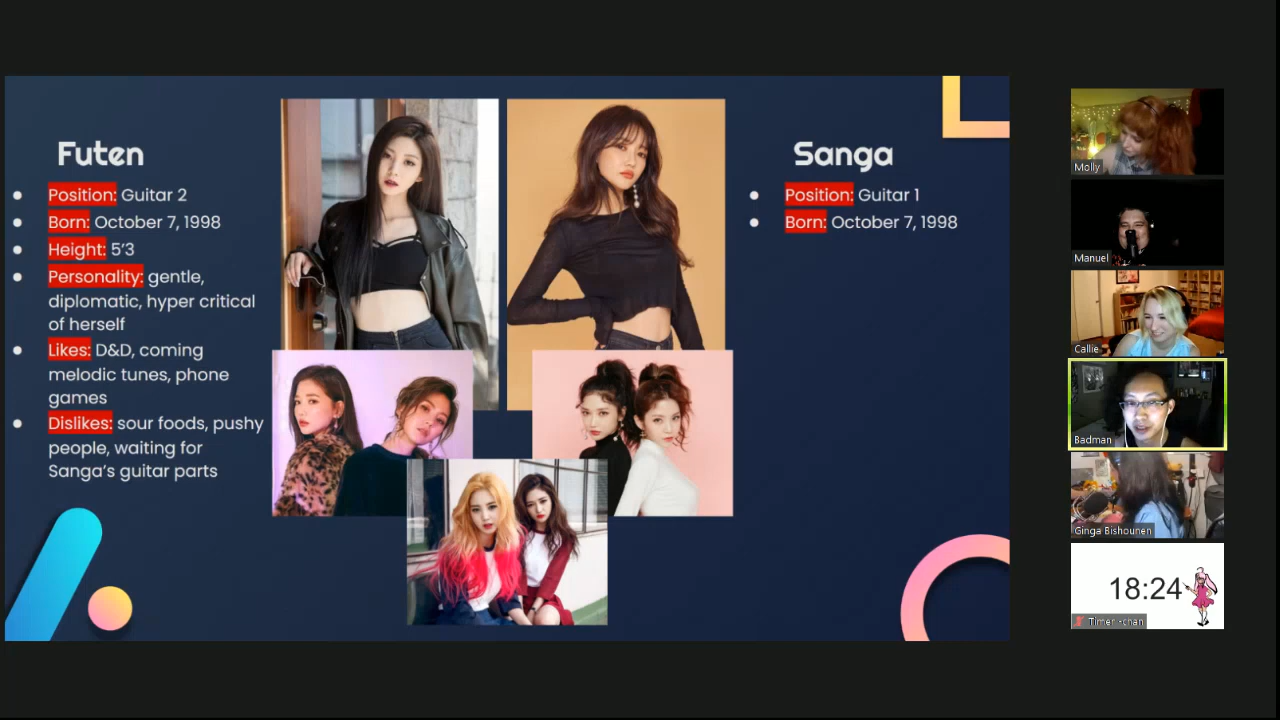 Futen
Position: Guitar 2
Born: October 7, 1998
Height: 5'3
Personality: gentle,
diplomatic, hyper critical
of herself
Likes: D&D, coming
melodic tunes, phone
games
Dislikes: sour foods, pushy
people, waiting for
Sanga's guitar parts
Sanga
Position: Guitar 1
Born: October 7, 1998
Molly
Manuel
Callie
Badman
Ginga Bishounen
18:24
Timer -chan